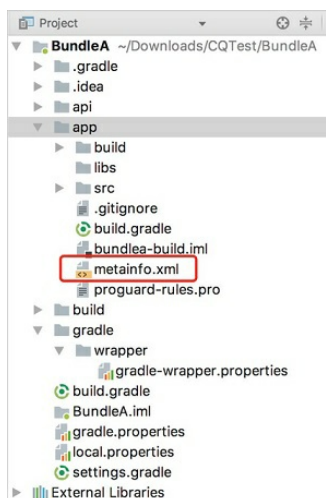 Project
BundleA ~/Downloads/CQTest/BundleA
.gradle
.idea
api
app
build
libs
src
.gitignore
build.gradle
bundlea-build.iml
metainfo.xml
proguard-rules.pro
build
gradle
wrapper
gradle-wrapper.properties
build.gradle
BundleA.iml
gradle.properties
local.properties
settings.gradle
External Libraries